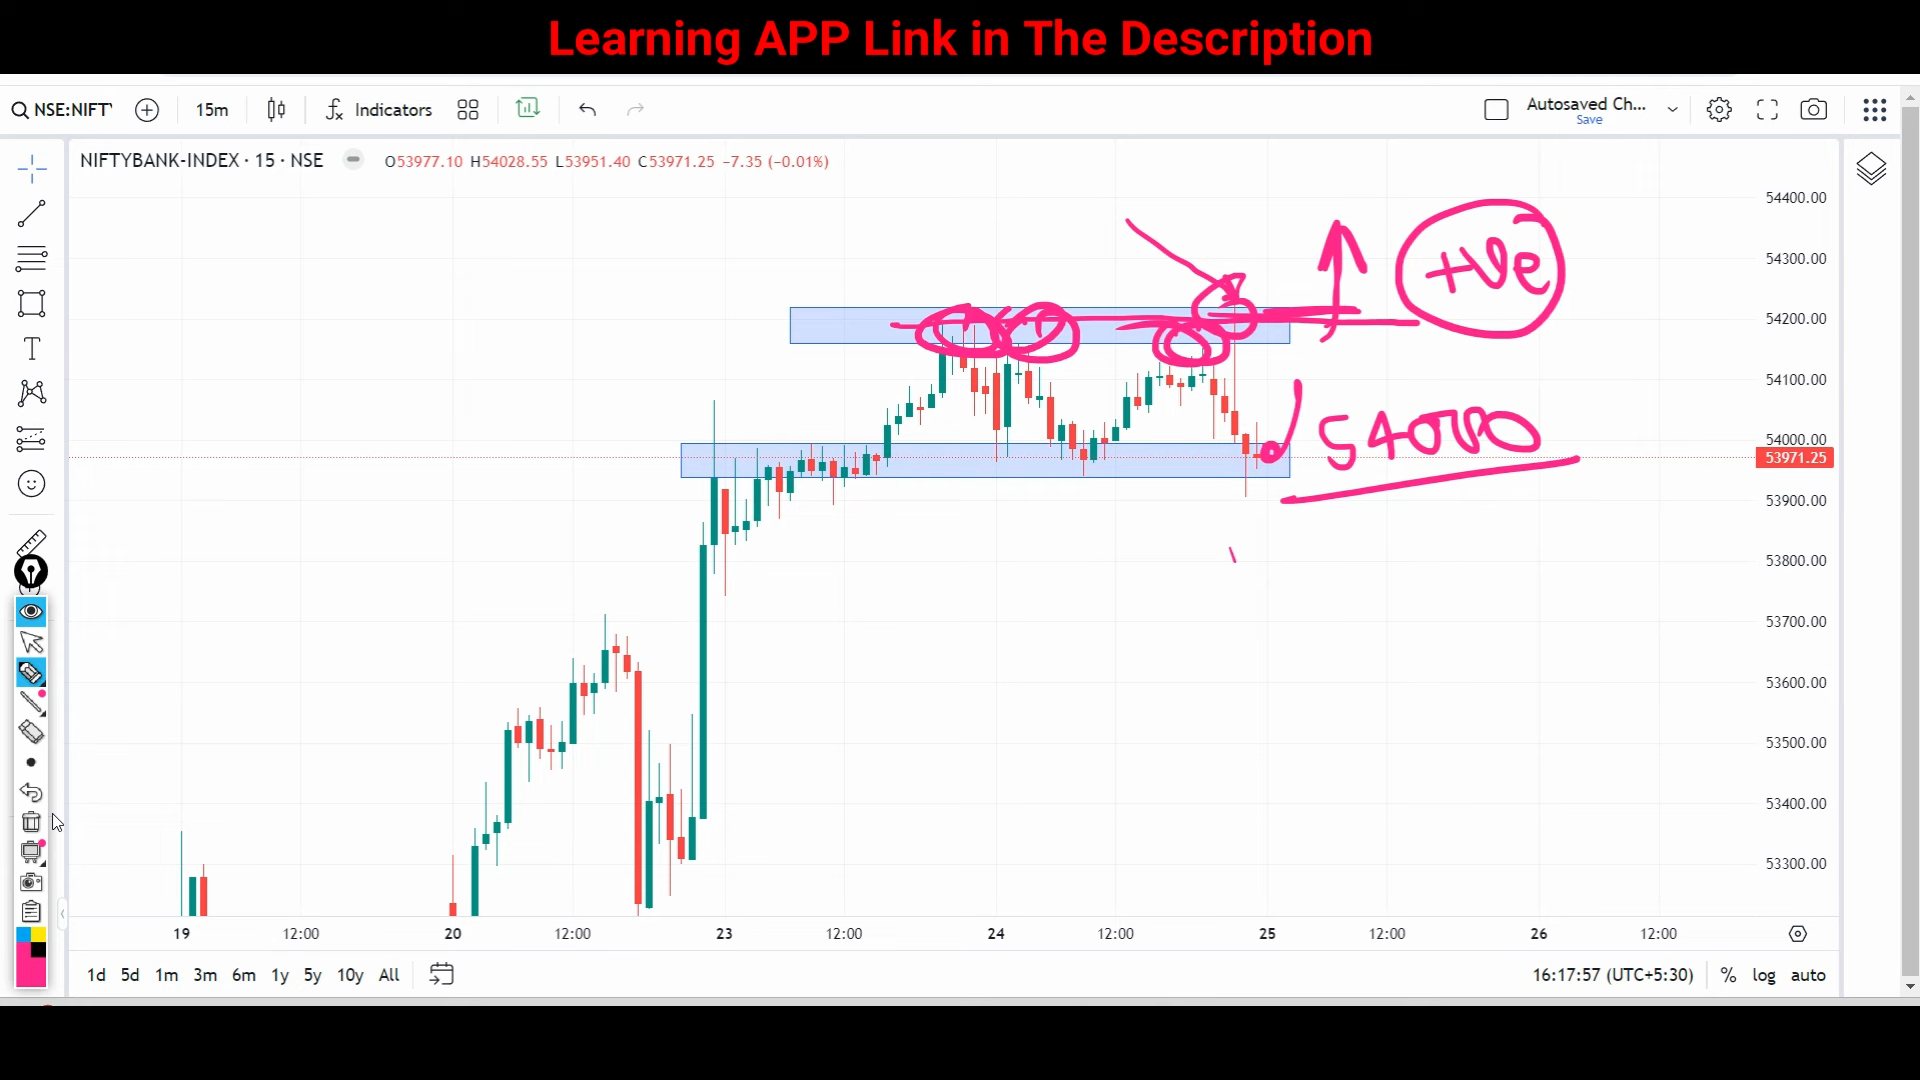 Learning APP Link in The Description
NSE:NIFT
15m
Indicators
Autosaved Ch...
Save
NIFTYBANK-INDEX · 15 · NSE
O53977.10 H54028.55 L53951.40 C53971.25 −7.35 (−0.01%)
54400.00
54300.00
54200.00
54100.00
54000.00
53971.25
53900.00
53800.00
53700.00
53600.00
53500.00
53400.00
53300.00
+ve
54000
19 12:00 20 12:00 23 12:00 24 12:00 25 12:00 26 12:00
1d 5d 1m 3m 6m 1y 5y 10y All
16:17:57 (UTC+5:30) % log auto